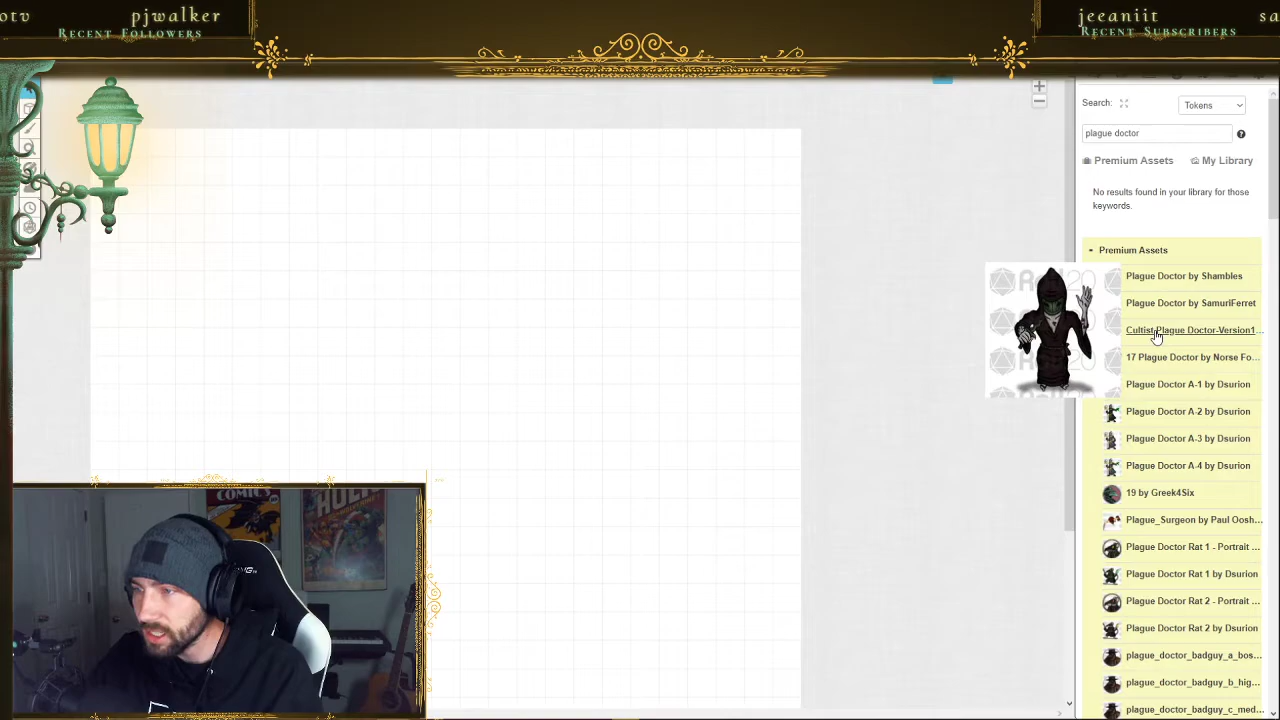 otv
pjwalker
Recent Followers
jeeaniit
sa
Recent Subscribers
Search:
Tokens
plague doctor
Premium Assets
My Library
No results found in your library for those
keywords.
Premium Assets
Plague Doctor by Shambles
Plague Doctor by SamuriFerret
Cultist Plague Doctor-Version1...
17 Plague Doctor by Norse Fo...
Plague Doctor A-1 by Dsurion
Plague Doctor A-2 by Dsurion
Plague Doctor A-3 by Dsurion
Plague Doctor A-4 by Dsurion
19 by Greek4Six
Plague_Surgeon by Paul Oosh...
Plague Doctor Rat 1 - Portrait ...
Plague Doctor Rat 1 by Dsurion
Plague Doctor Rat 2 - Portrait ...
Plague Doctor Rat 2 by Dsurion
plague_doctor_badguy_a_bos...
plague_doctor_badguy_b_hig...
plague_doctor_badguy_c_med...
COMICS
HULK